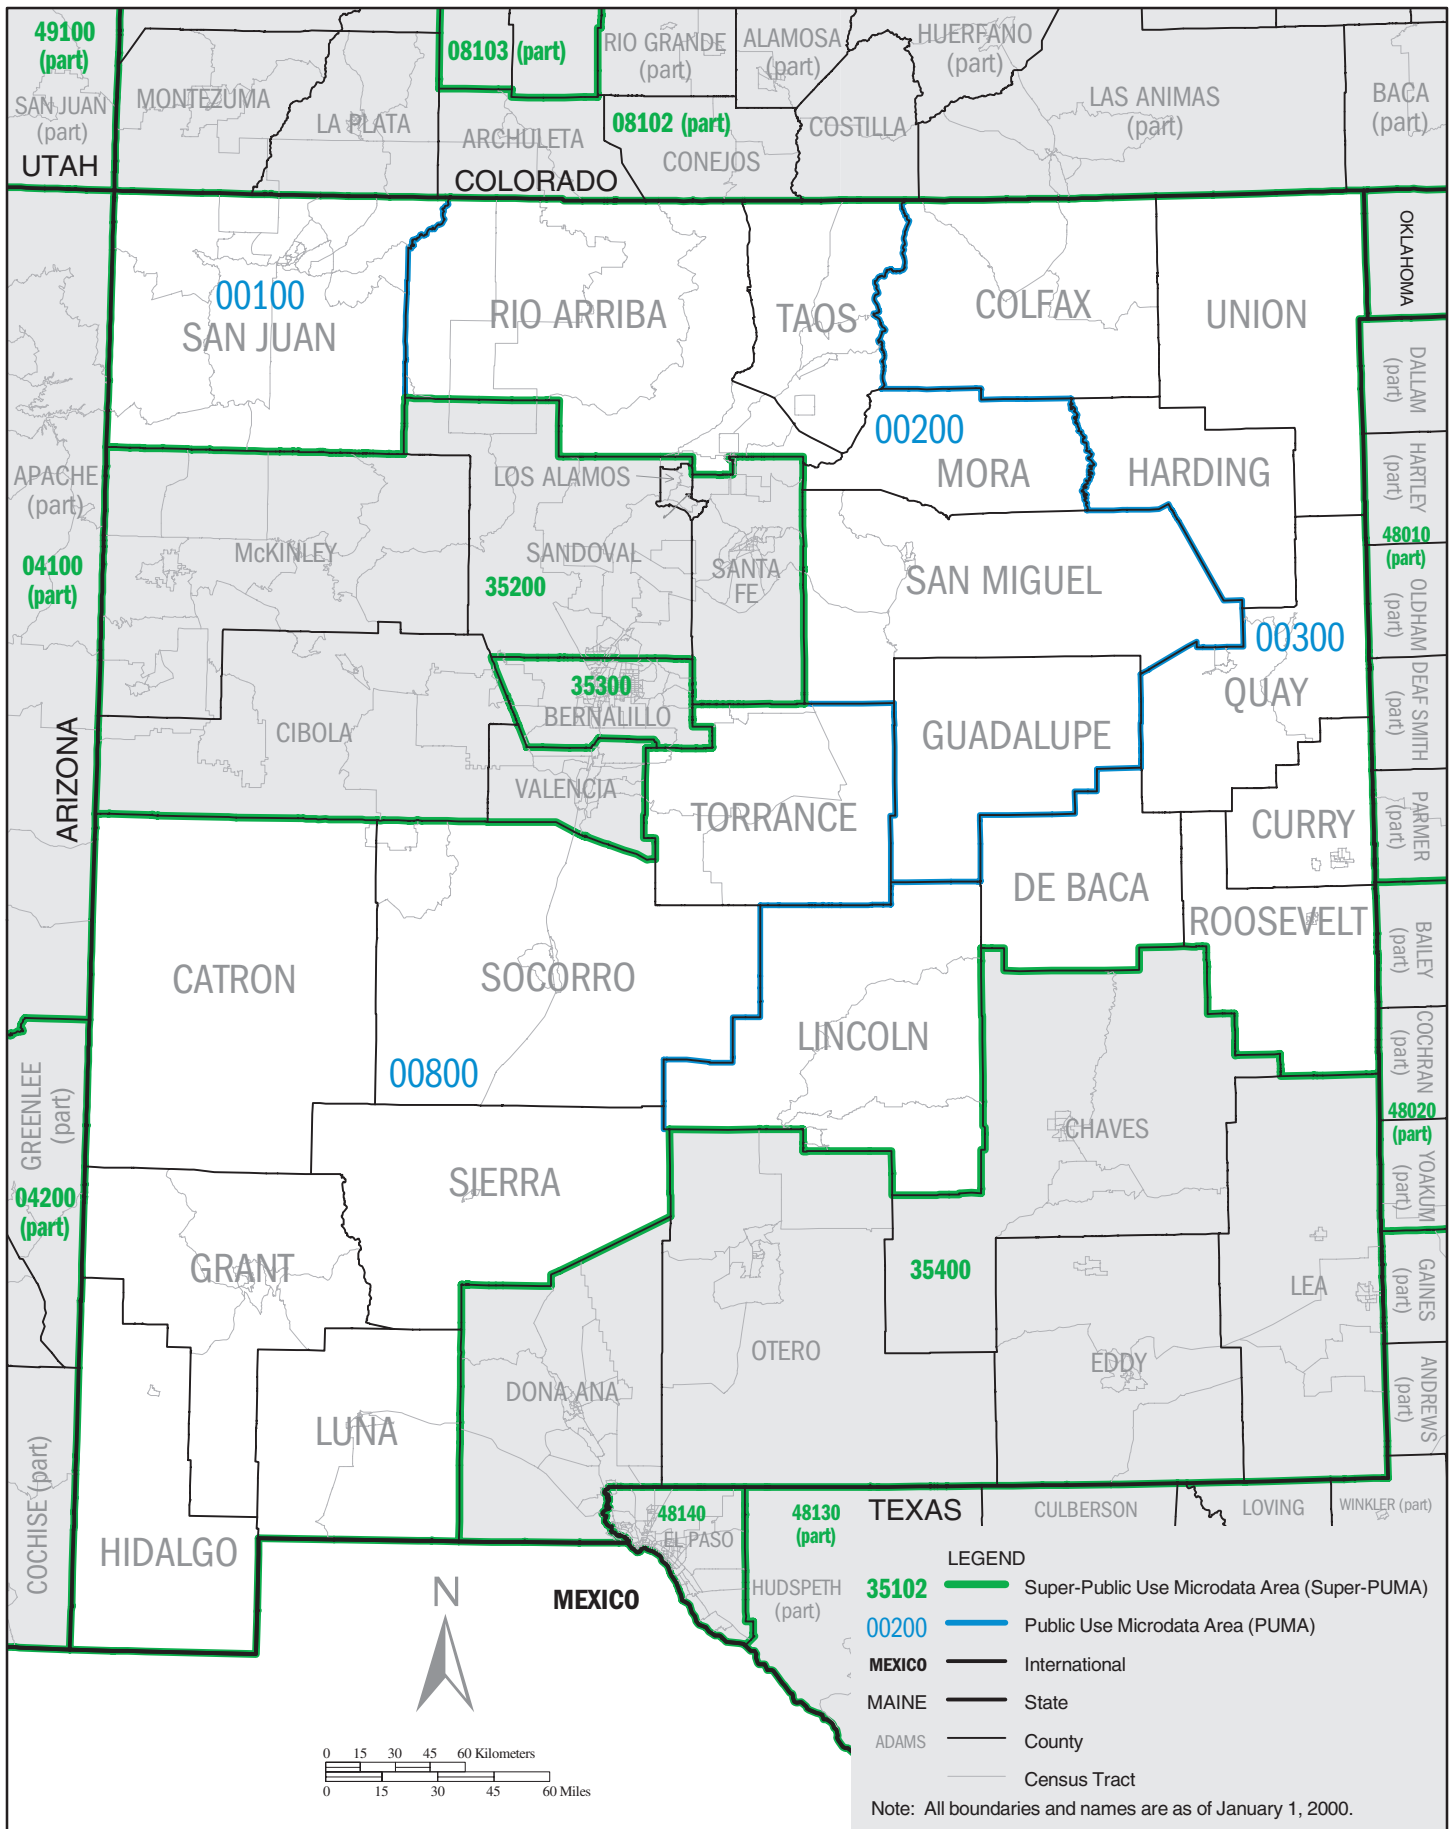 49100
(part)
SAN JUAN
(part)
UTAH
MONTEZUMA
LA PLATA
08103 (part)
ARCHULETA
COLORADO
RIO GRANDE
(part)
08102 (part)
CONEJOS
ALAMOSA
(part)
COSTILLA
HUERFANO
(part)
LAS ANIMAS
(part)
BACA
(part)
00100
SAN JUAN
RIO ARRIBA
TAOS
COLFAX
UNION
OKLAHOMA
DALLAM
(part)
00200
MORA
HARDING
HARTLEY
(part)
APACHE
(part)
04100
(part)
LOS ALAMOS
McKINLEY
SANDOVAL
35200
SANTA
FE
SAN MIGUEL
48010
(part)
OLDHAM
(part)
00300
QUAY
DEAF SMITH
(part)
35300
BERNALILLO
CIBOLA
VALENCIA
ARIZONA
GUADALUPE
TORRANCE
CURRY
PARMER
(part)
DE BACA
ROOSEVELT
BAILEY
(part)
CATRON
SOCORRO
00800
LINCOLN
COCHRAN
(part)
GREENLEE
(part)
04200
(part)
CHAVES
48020
(part)
YOAKUM
(part)
SIERRA
GRANT
35400
LEA
GAINES
(part)
OTERO
EDDY
DONA ANA
ANDREWS
(part)
LUNA
COCHISE (part)
HIDALGO
48140
EL PASO
48130
(part)
HUDSPETH
(part)
TEXAS
CULBERSON
LOVING
WINKLER (part)
MEXICO
N
LEGEND
35102 Super-Public Use Microdata Area (Super-PUMA)
00200 Public Use Microdata Area (PUMA)
MEXICO International
MAINE State
ADAMS County
Census Tract
Note: All boundaries and names are as of January 1, 2000.
0 15 30 45 60 Kilometers
0 15 30 45 60 Miles